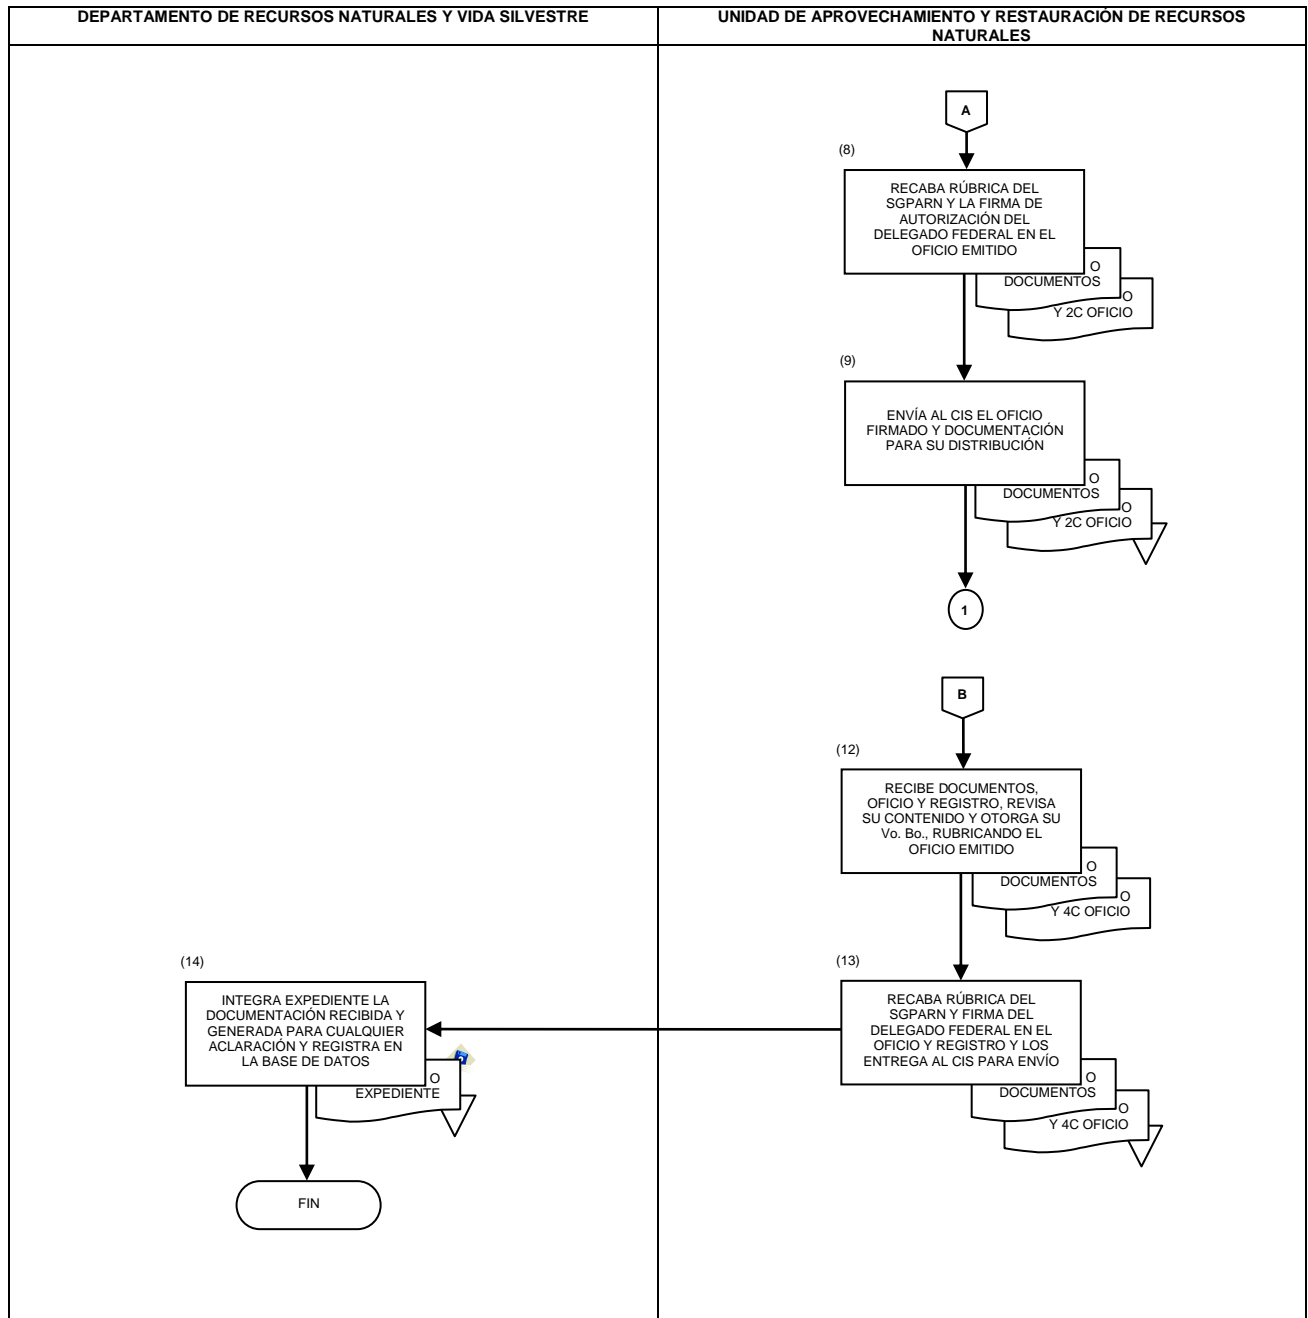 DEPARTAMENTO DE RECURSOS NATURALES Y VIDA SILVESTRE
UNIDAD DE APROVECHAMIENTO Y RESTAURACIÓN DE RECURSOS
NATURALES
A
(8)
RECABA RÚBRICA DEL
SGPARN Y LA FIRMA DE
AUTORIZACIÓN DEL
DELEGADO FEDERAL EN EL
OFICIO EMITIDO
O
DOCUMENTOS
O
Y 2C OFICIO
(9)
ENVÍA AL CIS EL OFICIO
FIRMADO Y DOCUMENTACIÓN
PARA SU DISTRIBUCIÓN
O
DOCUMENTOS
O
Y 2C OFICIO
1
B
(12)
RECIBE DOCUMENTOS,
OFICIO Y REGISTRO, REVISA
SU CONTENIDO Y OTORGA SU
Vo. Bo., RUBRICANDO EL
OFICIO EMITIDO
O
DOCUMENTOS
O
Y 4C OFICIO
(13)
RECABA RÚBRICA DEL
SGPARN Y FIRMA DEL
DELEGADO FEDERAL EN EL
OFICIO Y REGISTRO Y LOS
ENTREGA AL CIS PARA ENVÍO
O
DOCUMENTOS
O
Y 4C OFICIO
(14)
INTEGRA EXPEDIENTE LA
DOCUMENTACIÓN RECIBIDA Y
GENERADA PARA CUALQUIER
ACLARACIÓN Y REGISTRA EN
LA BASE DE DATOS
O
EXPEDIENTE
FIN